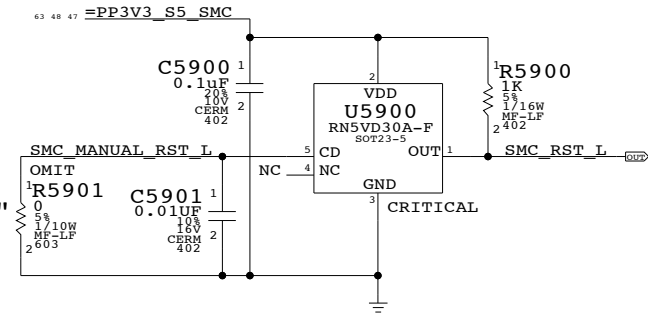 63 48 47 =PP3V3_S5_SMC
C5900 1
0.1uF
20%
10V
CERM 2
402
2
VDD
U5900
RN5VD30A-F
SOT23-5
5 CD
OUT 1
NC 4 NC
GND
3
CRITICAL
1 R5900
1K
5%
1/16W
MF-LF
2 402
SMC_RST_L
OUT
SMC_MANUAL_RST_L
OMIT
1 R5901
0
5%
1/10W
MF-LF
2 603
"
C5901 1
0.01UF
10%
16V
CERM 2
402